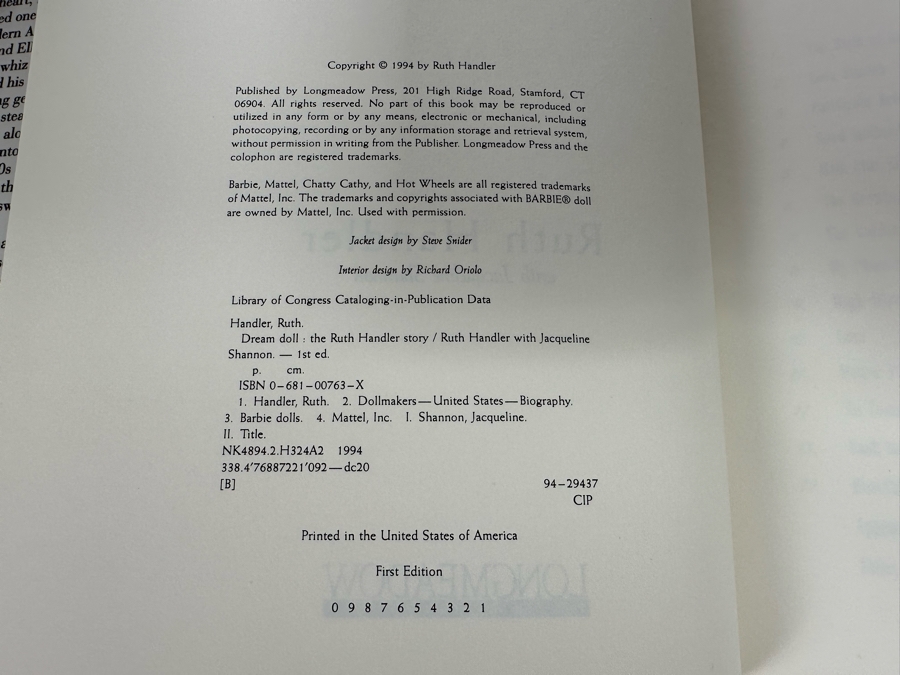 Copyright © 1994 by Ruth Handler
Published by Longmeadow Press, 201 High Ridge Road, Stamford, CT
06904. All rights reserved. No part of this book may be reproduced or
utilized in any form or by any means, electronic or mechanical, including
photocopying, recording or by any information storage and retrieval system,
without permission in writing from the Publisher. Longmeadow Press and the
colophon are registered trademarks.
Barbie, Mattel, Chatty Cathy, and Hot Wheels are all registered trademarks
of Mattel, Inc. The trademarks and copyrights associated with BARBIE® doll
are owned by Mattel, Inc. Used with permission.
Jacket design by Steve Snider
Interior design by Richard Oriolo
Library of Congress Cataloging-in-Publication Data
Handler, Ruth.
Dream doll : the Ruth Handler story / Ruth Handler with Jacqueline
Shannon. — 1st ed.
p. cm.
ISBN 0-681-00763-X
1. Handler, Ruth. 2. Dollmakers—United States—Biography.
3. Barbie dolls. 4. Mattel, Inc. I. Shannon, Jacqueline.
II. Title.
NK4894.2.H324A2 1994
338.4'76887221'092—dc20
[B] 94-29437
CIP
Printed in the United States of America
First Edition
0 9 8 7 6 5 4 3 2 1